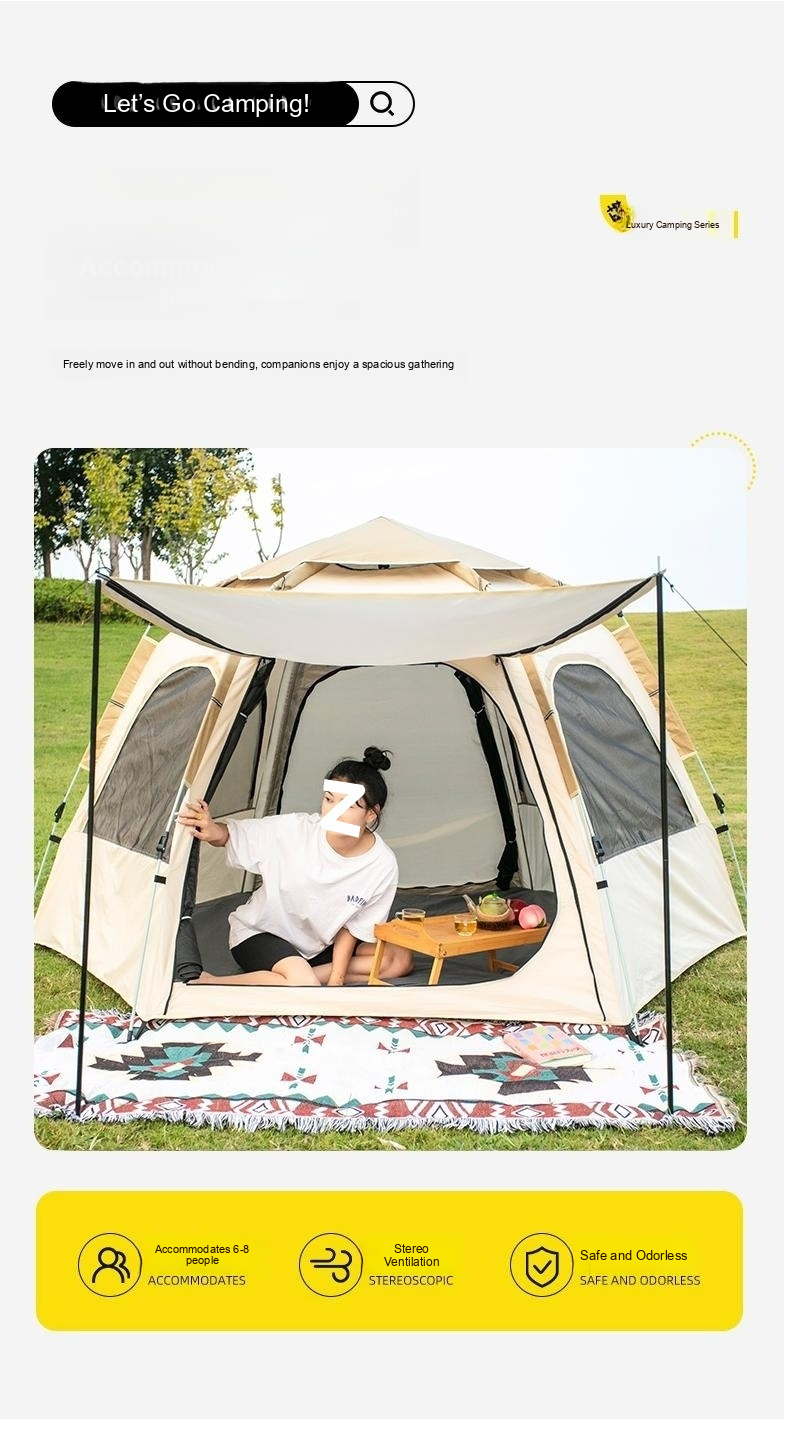 Let’s Go Camping!
Luxury Camping Series
Accommod
Freely move in and out without bending, companions enjoy a spacious gathering
Z
Accommodates 6-8
people
ACCOMMODATES
Stereo
Ventilation
STEREOSCOPIC
Safe and Odorless
SAFE AND ODORLESS